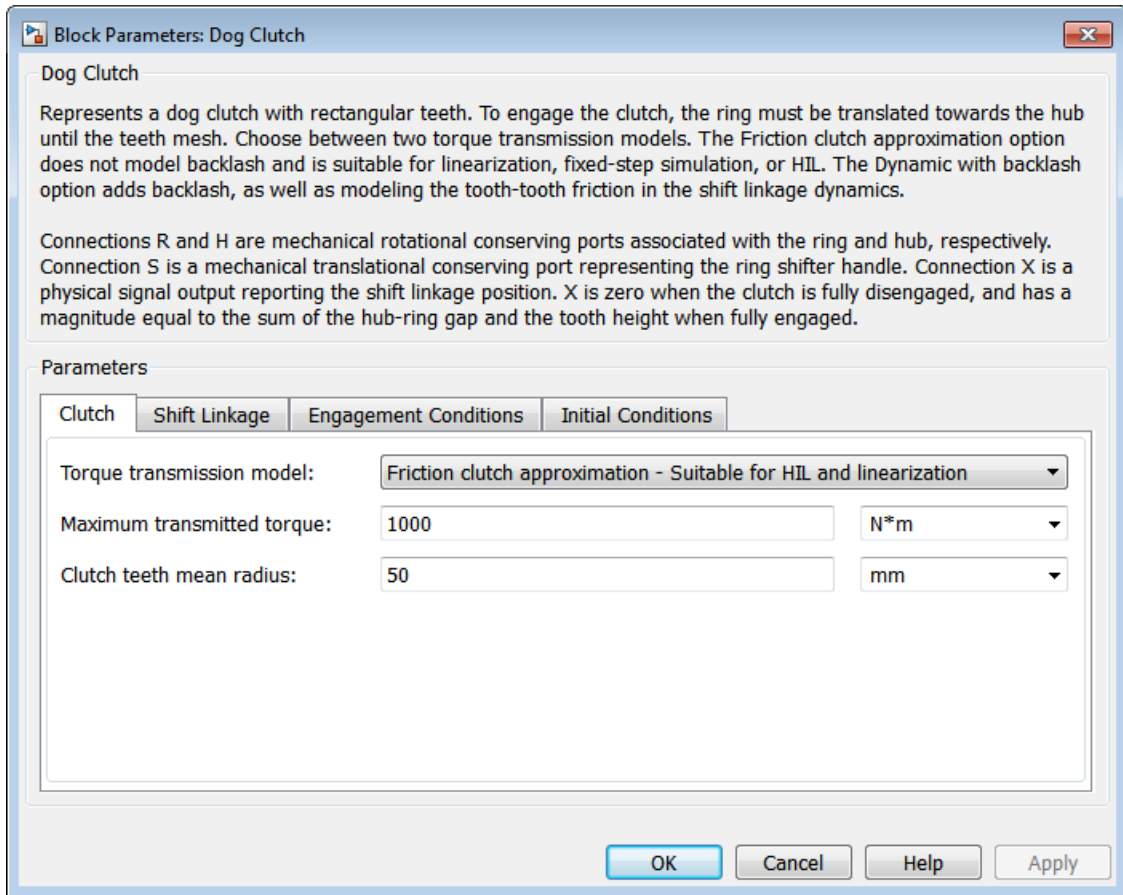 Block Parameters: Dog Clutch
Dog Clutch
Represents a dog clutch with rectangular teeth. To engage the clutch, the ring must be translated towards the hub
until the teeth mesh. Choose between two torque transmission models. The Friction clutch approximation option
does not model backlash and is suitable for linearization, fixed-step simulation, or HIL. The Dynamic with backlash
option adds backlash, as well as modeling the tooth-tooth friction in the shift linkage dynamics.
Connections R and H are mechanical rotational conserving ports associated with the ring and hub, respectively.
Connection S is a mechanical translational conserving port representing the ring shifter handle. Connection X is a
physical signal output reporting the shift linkage position. X is zero when the clutch is fully disengaged, and has a
magnitude equal to the sum of the hub-ring gap and the tooth height when fully engaged.
Parameters
Clutch Shift Linkage Engagement Conditions Initial Conditions
Torque transmission model: Friction clutch approximation - Suitable for HIL and linearization
Maximum transmitted torque: 1000 N*m
Clutch teeth mean radius: 50 mm
OK Cancel Help Apply